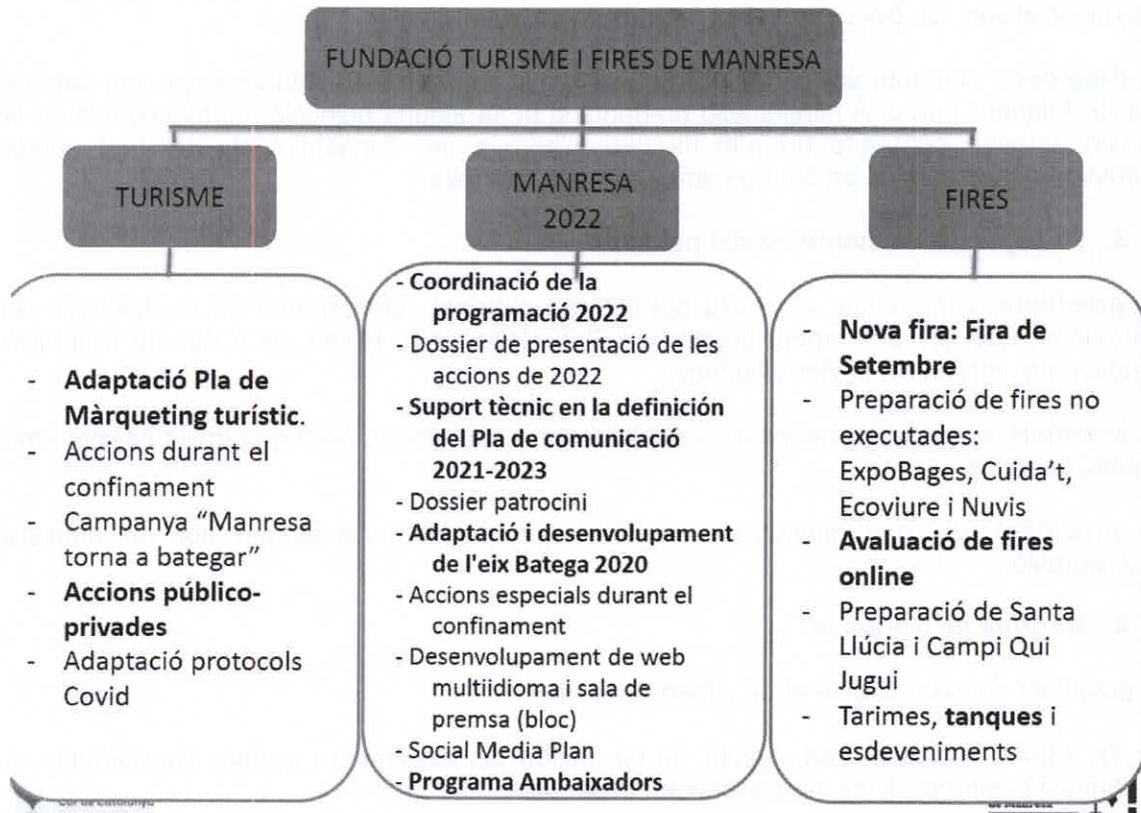 FUNDACIÓ TURISME I FIRES DE MANRESA
TURISME
- Adaptació Pla de
Màrqueting turístic.
- Accions durant el
confinament
- Campanya “Manresa
torna a bategar”
- Accions público-
privades
- Adaptació protocols
Covid
MANRESA
2022
- Coordinació de la
programació 2022
- Dossier de presentació de les
accions de 2022
- Suport tècnic en la definició
del Pla de comunicació
2021-2023
- Dossier patrocini
- Adaptació i desenvolupament
de l'eix Batega 2020
- Accions especials durant el
confinament
- Desenvolupament de web
multiidioma i sala de
premsa (bloc)
- Social Media Plan
- Programa Ambaixadors
FIRES
- Nova fira: Fira de
Setembre
- Preparació de fires no
executades:
ExpoBages, Cuida’t,
Ecoviure i Nuvis
- Avaluació de fires
online
- Preparació de Santa
Llúcia i Campi Qui
Jugui
- Tarimes, tanques i
esdeveniments
Cor de Catalunya
de Manresa